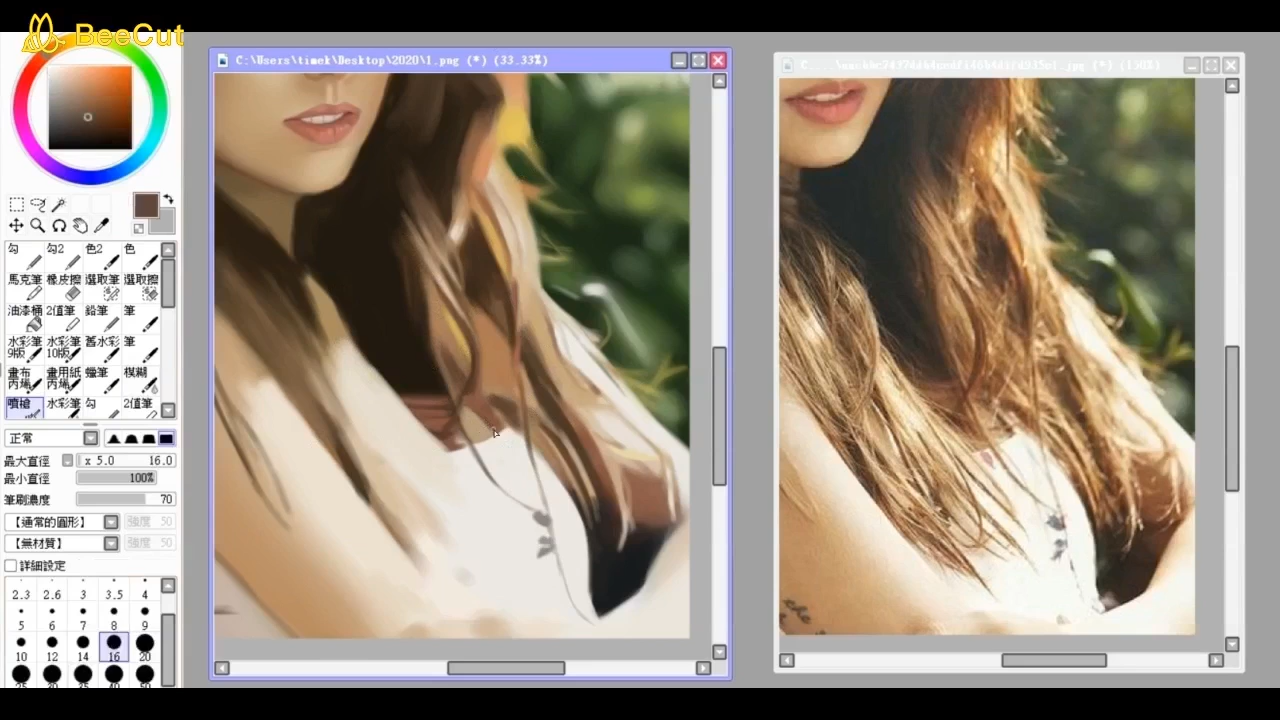 BeeCut
C:\Users\timek\Desktop\2020\1.png (*) (33.33%)
勾 勾2 色2 色
馬克筆 橡皮擦 選取筆 選取擦
油漆桶 2值筆 鉛筆 筆
水彩筆 水彩筆 舊水彩 筆
9版 10版
畫布 畫用紙 蠟筆 模糊
丙烯 丙烯
噴槍 水彩筆 勾 2值筆
正常
最大直徑 x 5.0 16.0
最小直徑 100%
筆刷濃度 70
【通常的圓形】 強度 50
【無材質】 強度 50
詳細設定
2.3 2.6 3 3.5 4
5 6 7 8 9
10 12 14 16 20